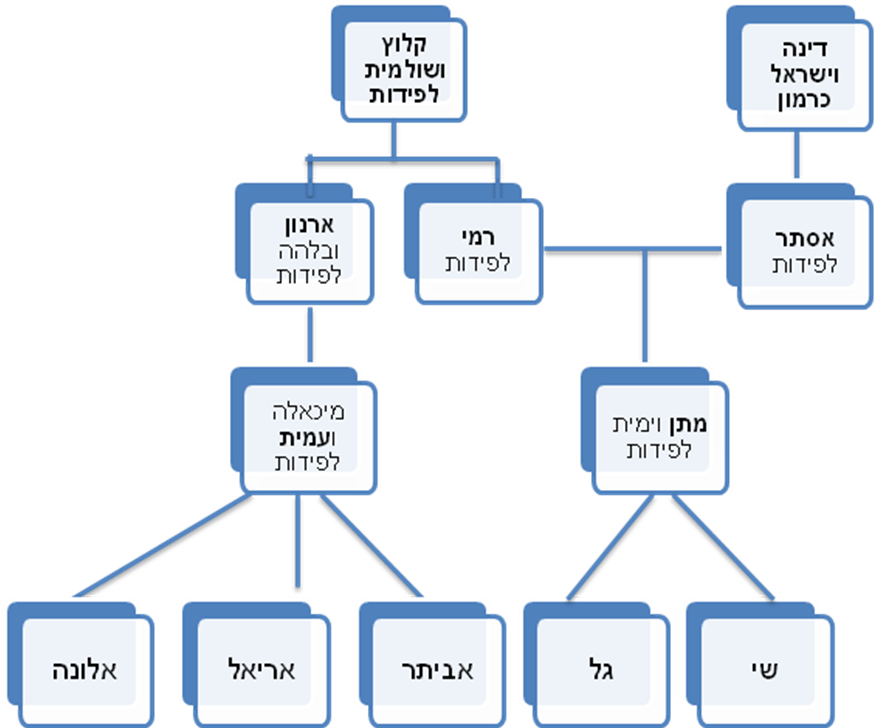 דינה
וישראל
כרמון
קלוץ
ושולמית
לפידות
אסתר
לפידות
רמי
לפידות
ארנון
ובלהה
לפידות
מתן וימית
לפידות
מיכאלה
ועמית
לפידות
שי
גל
אביתר
אריאל
אלונה